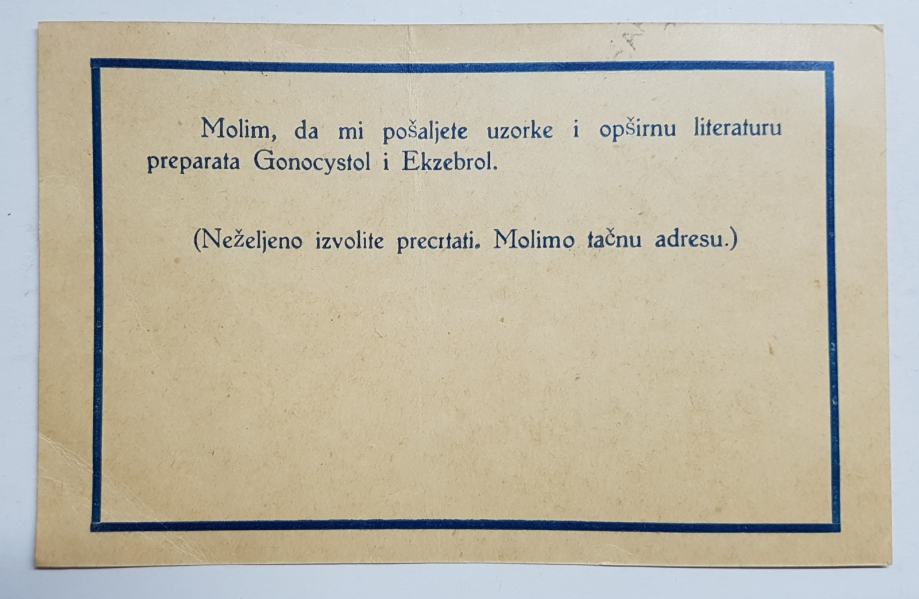 Molim, da mi pošaljete uzorke i opširnu literaturu
preparata Gonocystol i Ekzebrol.
(Neželjeno izvolite precrtati. Molimo tačnu adresu.)